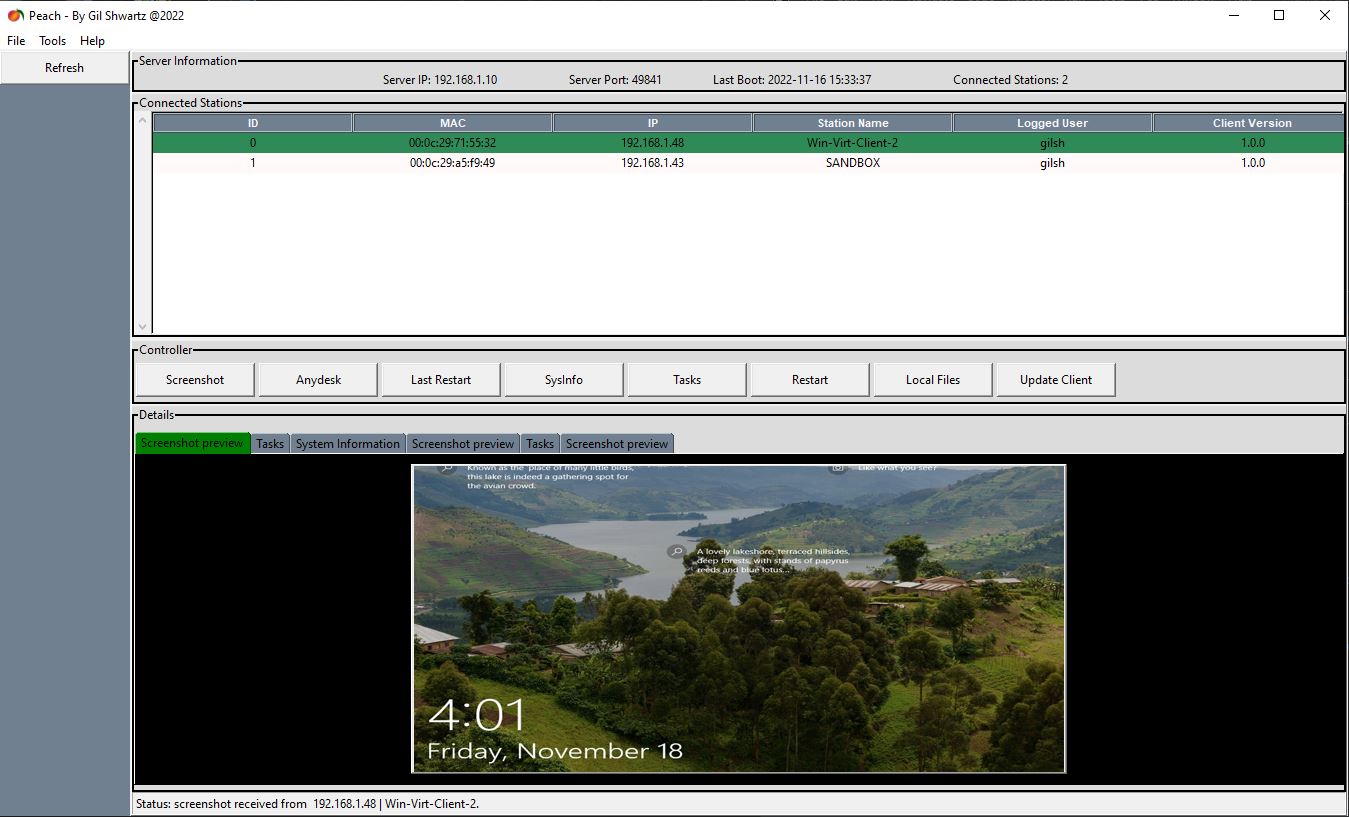 Peach - By Gil Shwartz @2022
File Tools Help
Refresh
Server Information
Server IP: 192.168.1.10 Server Port: 49841 Last Boot: 2022-11-16 15:33:37 Connected Stations: 2
Connected Stations
ID MAC IP Station Name Logged User Client Version
0 00:0c:29:71:55:32 192.168.1.48 Win-Virt-Client-2 gilsh 1.0.0
1 00:0c:29:a5:f9:49 192.168.1.43 SANDBOX gilsh 1.0.0
Controller
Screenshot Anydesk Last Restart SysInfo Tasks Restart Local Files Update Client
Details
Screenshot preview Tasks System Information Screenshot preview Tasks Screenshot preview
Known as the 'place of many little birds,
this lake is indeed a gathering spot for
the avian crowd.
Like what you see?
A lovely lakeshore, terraced hillsides,
deep forests, with stands of papyrus
reeds and blue lotus...
4:01
Friday, November 18
Status: screenshot received from 192.168.1.48 | Win-Virt-Client-2.